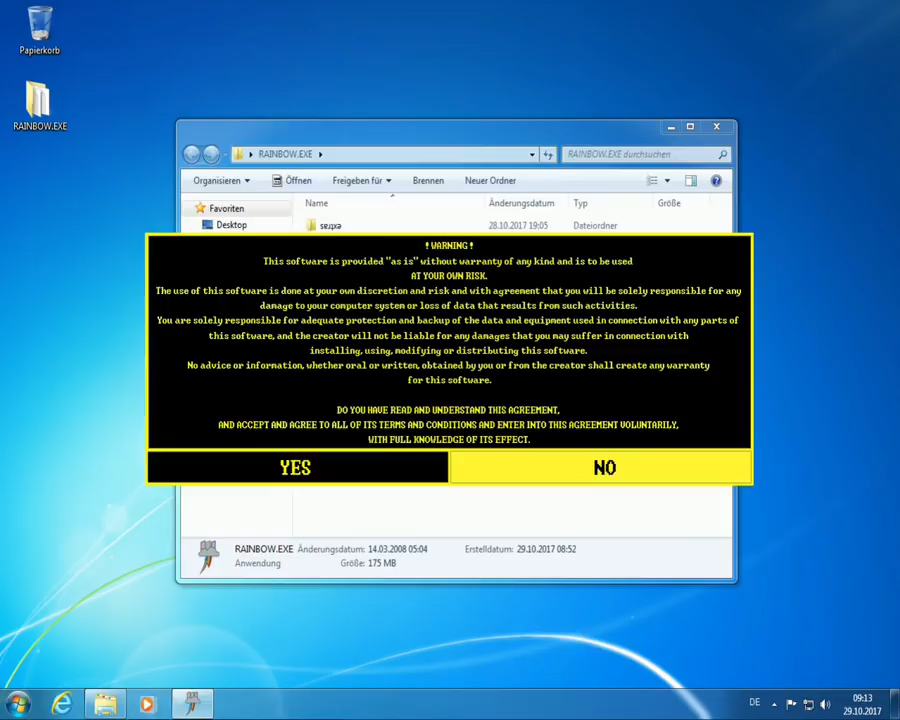 Papierkorb
RAINBOW.EXE
RAINBOW.EXE
RAINBOW.EXE durchsuchen
Organisieren
Öffnen
Freigeben für
Brennen
Neuer Ordner
Name
Änderungsdatum
Typ
Größe
Favoriten
Desktop
28.10.2017 19:05
Dateiordner
! WARNING !
This software is provided "as is" without warranty of any kind and is to be used
AT YOUR OWN RISK.
The use of this software is done at your own discretion and risk and with agreement that you will be solely responsible for any
damage to your computer system or loss of data that results from such activities.
You are solely responsible for adequate protection and backup of the data and equipment used in connection with any parts of
this software, and the creator will not be liable for any damages that you may suffer in connection with
installing, using, modifying or distributing this software.
No advice or information, whether oral or written, obtained by you or from the creator shall create any warranty
for this software.
DO YOU HAVE READ AND UNDERSTAND THIS AGREEMENT,
AND ACCEPT AND AGREE TO ALL OF ITS TERMS AND CONDITIONS AND ENTER INTO THIS AGREEMENT VOLUNTARILY,
WITH FULL KNOWLEDGE OF ITS EFFECT.
YES
NO
RAINBOW.EXE Änderungsdatum: 14.03.2008 05:04
Erstelldatum: 29.10.2017 08:52
Anwendung
Größe: 175 MB
DE
09:13
29.10.2017